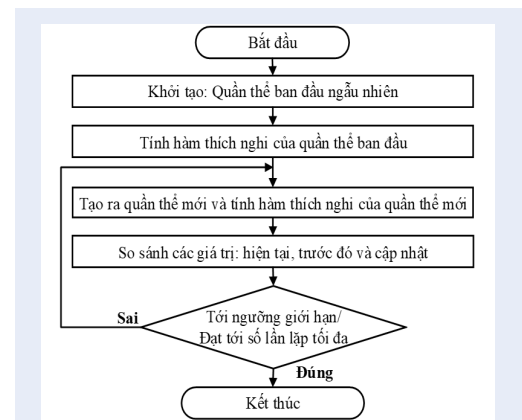 Bắt đầu
Khởi tạo: Quần thể ban đầu ngẫu nhiên
Tính hàm thích nghi của quần thể ban đầu
Tạo ra quần thể mới và tính hàm thích nghi của quần thể mới
So sánh các giá trị: hiện tại, trước đó và cập nhật
Sai
Tới ngưỡng giới hạn/
Đạt tới số lần lặp tối đa
Đúng
Kết thúc